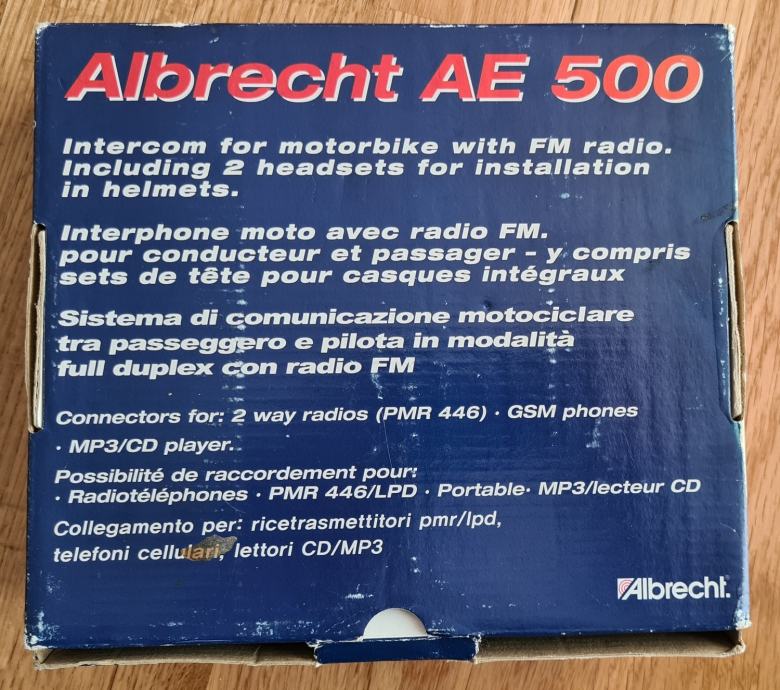 Albrecht AE 500
Intercom for motorbike with FM radio.
Including 2 headsets for installation
in helmets.
Interphone moto avec radio FM.
pour conducteur et passager - y compris
sets de tête pour casques intégraux
Sistema di comunicazione motociclare
tra passeggero e pilota in modalità
full duplex con radio FM
Connectors for: 2 way radios (PMR 446) · GSM phones
· MP3/CD player.
Possibilité de raccordement pour:
· Radiotéléphones · PMR 446/LPD · Portable· MP3/lecteur CD
Collegamento per: ricetrasmettitori pmr/lpd,
telefoni cellulari, lettori CD/MP3
Albrecht.